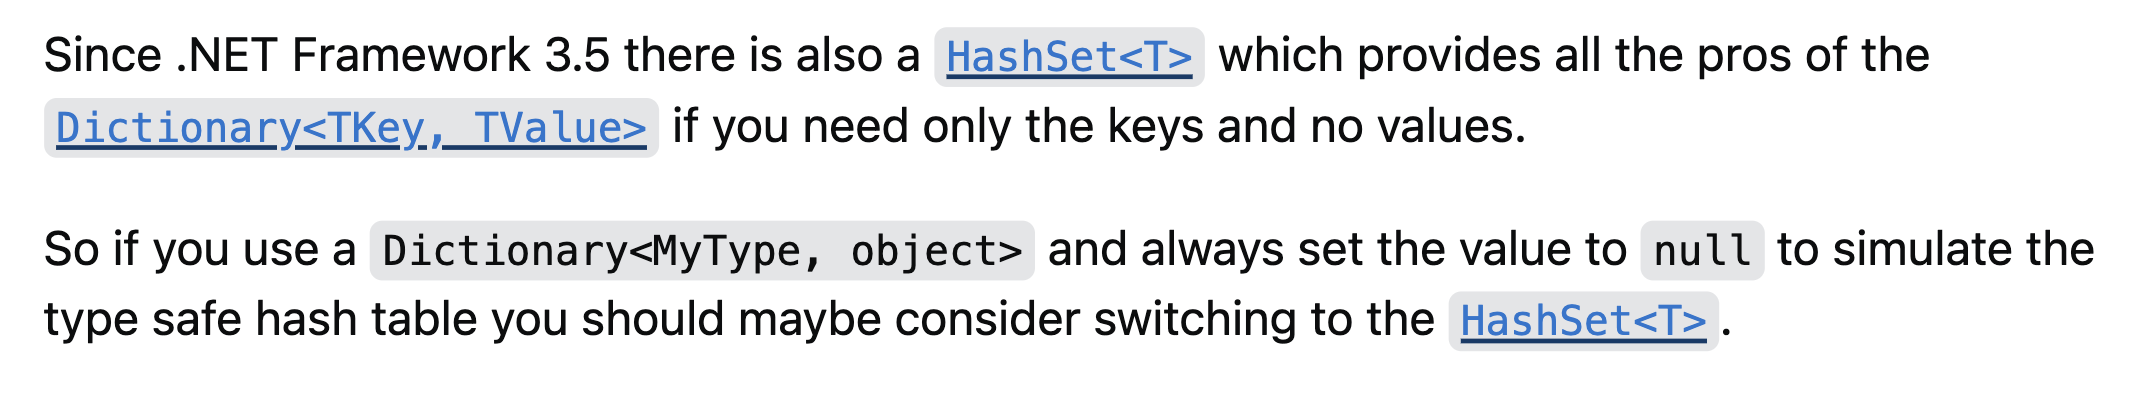 Since .NET Framework 3.5 there is also a HashSet<T> which provides all the pros of the
Dictionary<TKey, TValue> if you need only the keys and no values.
So if you use a Dictionary<MyType, object> and always set the value to null to simulate the
type safe hash table you should maybe consider switching to the HashSet<T>.